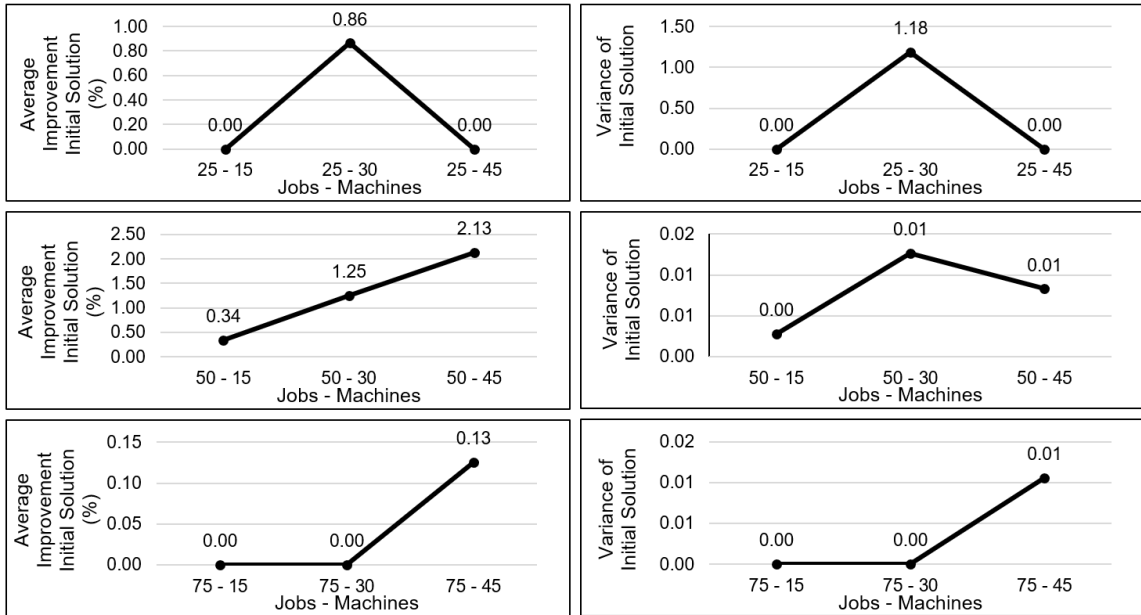 Average
Improvement
Initial Solution
(%)
1.00
0.80
0.60
0.40
0.20
0.00
0.00
0.86
0.00
25 - 15
25 - 30
25 - 45
Jobs - Machines
Variance of
Initial Solution
1.50
1.00
0.50
0.00
0.00
1.18
0.00
25 - 15
25 - 30
25 - 45
Jobs - Machines
Average
Improvement
Initial Solution
(%)
2.50
2.00
1.50
1.00
0.50
0.00
0.34
1.25
2.13
50 - 15
50 - 30
50 - 45
Jobs - Machines
Variance of
Initial Solution
0.02
0.01
0.01
0.00
0.00
0.01
0.01
50 - 15
50 - 30
50 - 45
Jobs - Machines
Average
Improvement
Initial Solution
(%)
0.15
0.10
0.05
0.00
0.00
0.00
0.13
75 - 15
75 - 30
75 - 45
Jobs - Machines
Variance of
Initial Solution
0.02
0.01
0.01
0.00
0.00
0.00
0.01
75 - 15
75 - 30
75 - 45
Jobs - Machines